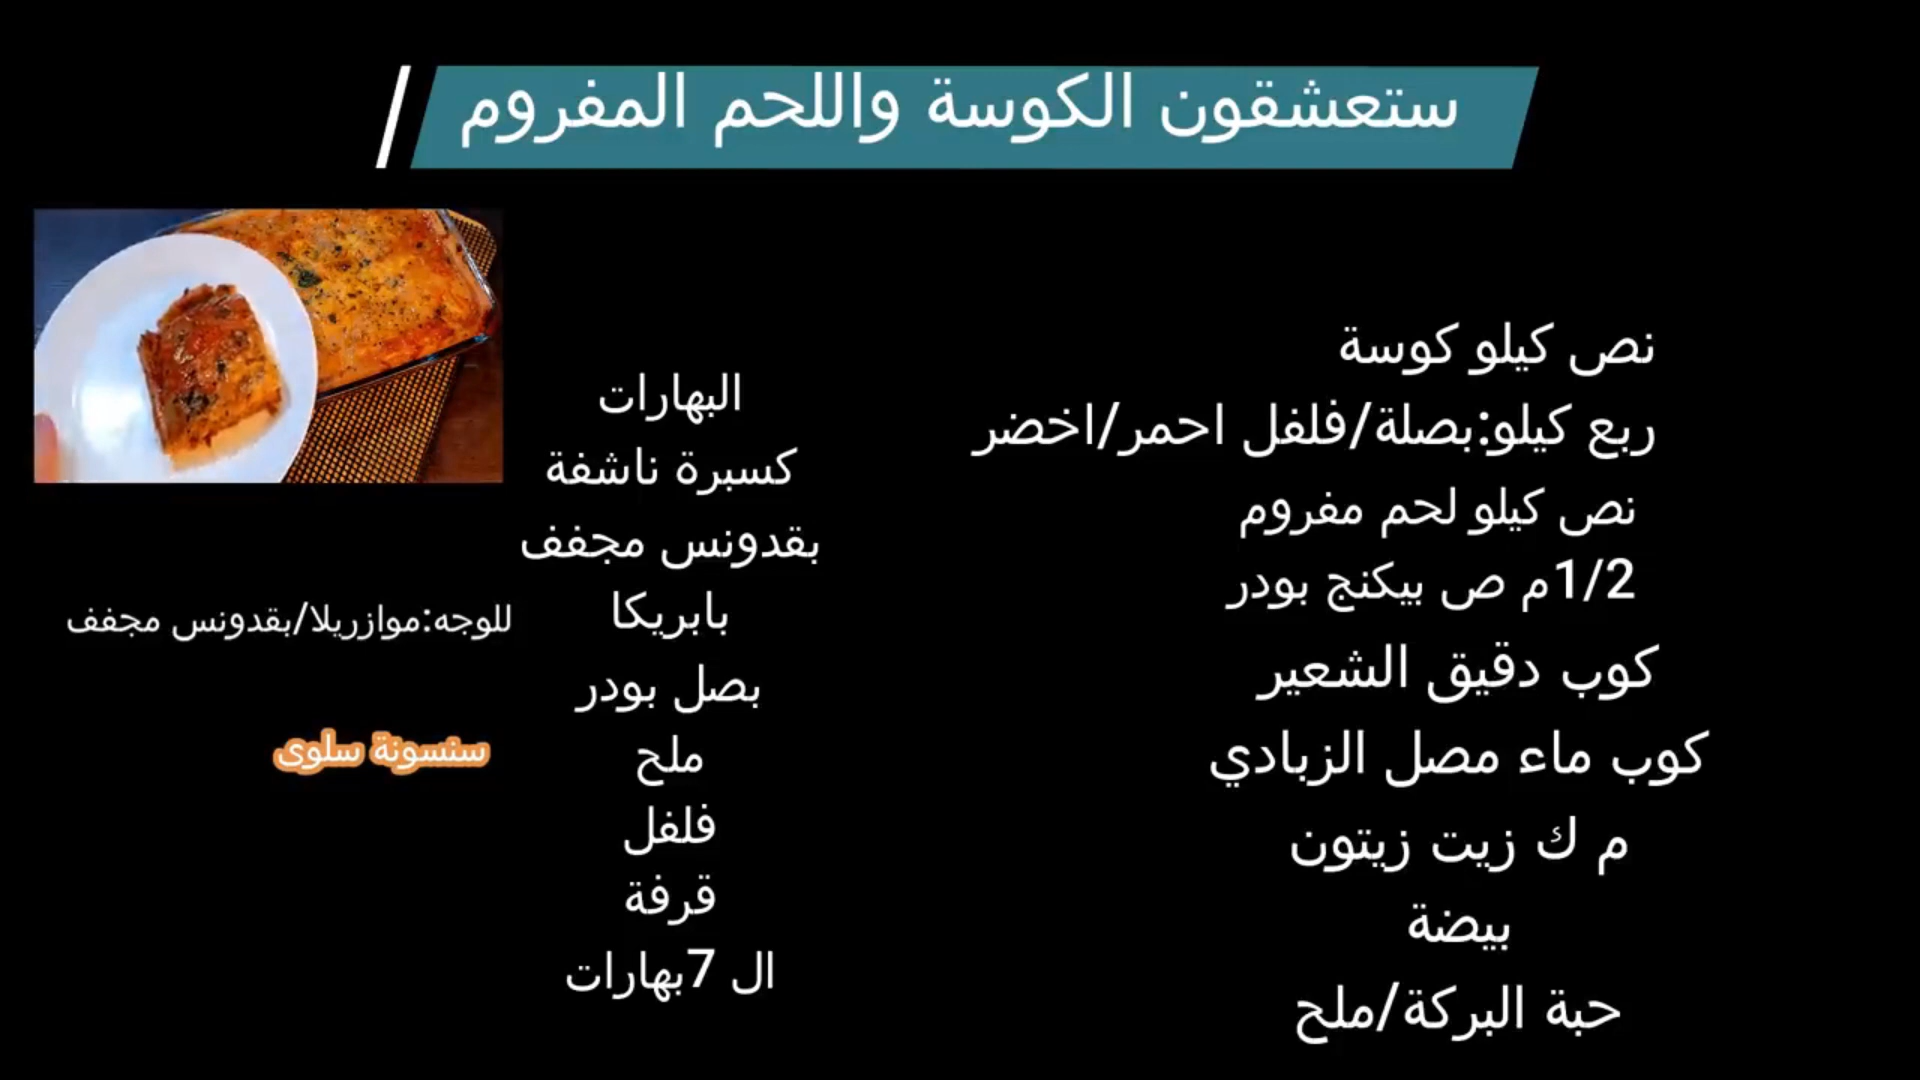 ستعشقون الكوسة واللحم المفروم /
نص كيلو كوسة
ربع كيلو:بصلة/فلفل احمر/اخضر
نص كيلو لحم مفروم
1/2م ص بيكنج بودر
كوب دقيق الشعير
كوب ماء مصل الزبادي
م ك زيت زيتون
بيضة
حبة البركة/ملح
البهارات
كسبرة ناشفة
بقدونس مجفف
بابريكا
بصل بودر
ملح
فلفل
قرفة
ال 7بهارات
للوجه:موازريلا/بقدونس مجفف
سنسونة سلوى